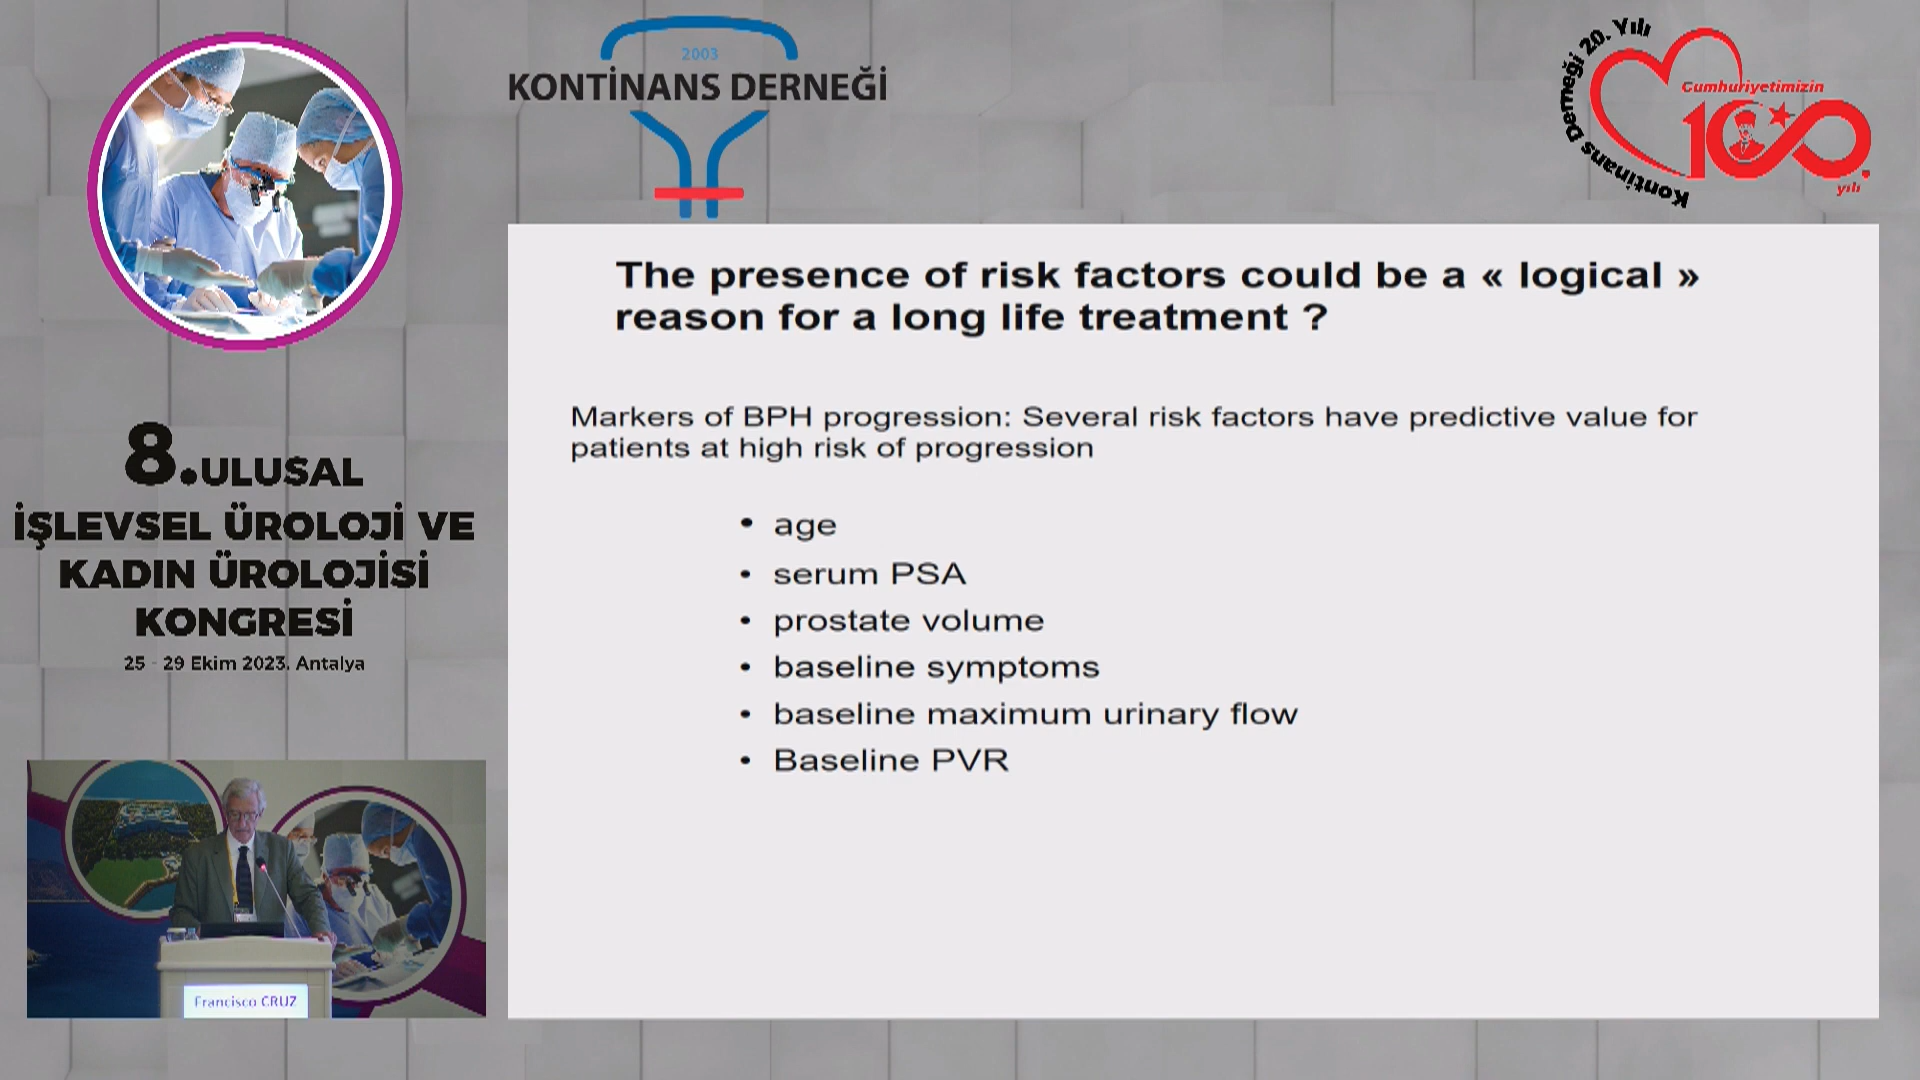 2003
KONTİNANS DERNEĞİ
Kontinans Derneği 20. Yılı
Cumhuriyetimizin
100.
yılı
8.ULUSAL
İŞLEVSEL ÜROLOJİ VE
KADIN ÜROLOJİSİ
KONGRESİ
25 - 29 Ekim 2023. Antalya
Francisco CRUZ
The presence of risk factors could be a « logical »
reason for a long life treatment ?
Markers of BPH progression: Several risk factors have predictive value for
patients at high risk of progression
• age
• serum PSA
• prostate volume
• baseline symptoms
• baseline maximum urinary flow
• Baseline PVR